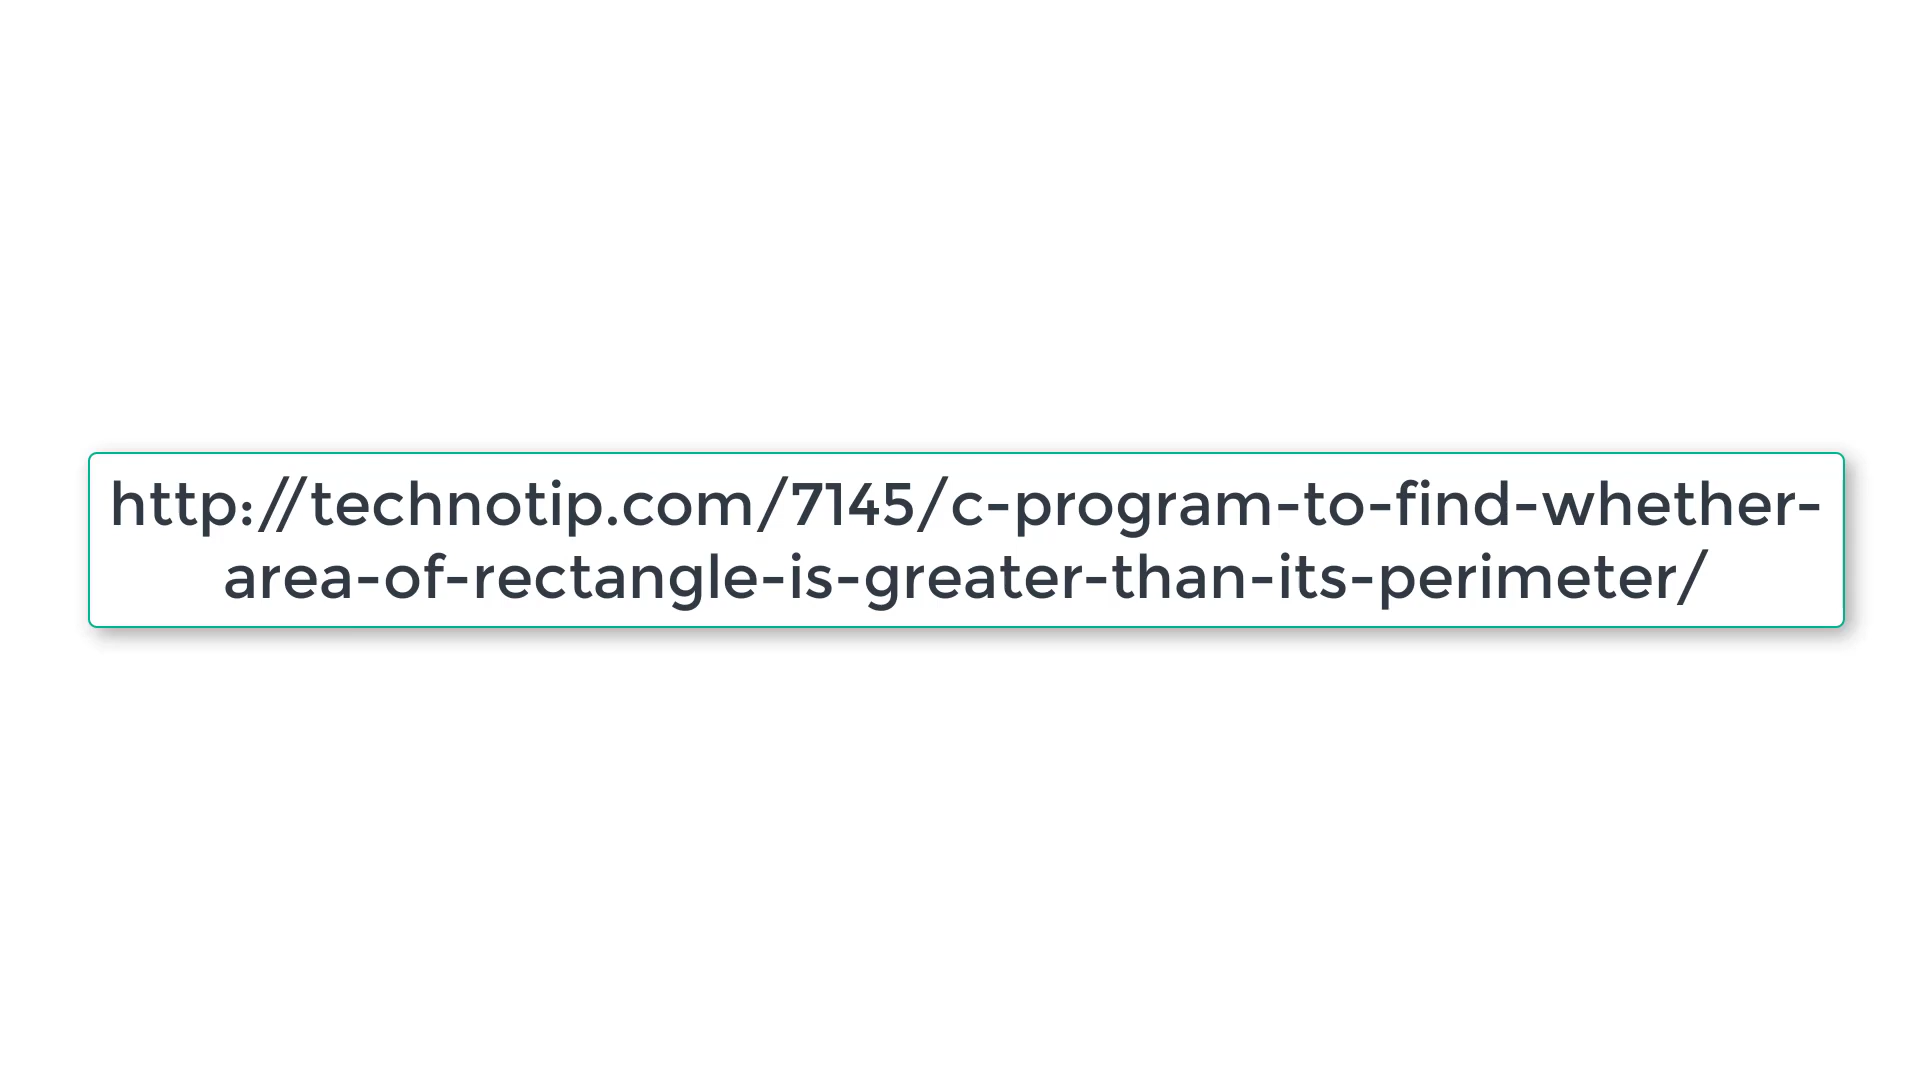 http://technotip.com/7145/c-program-to-find-whether-
area-of-rectangle-is-greater-than-its-perimeter/